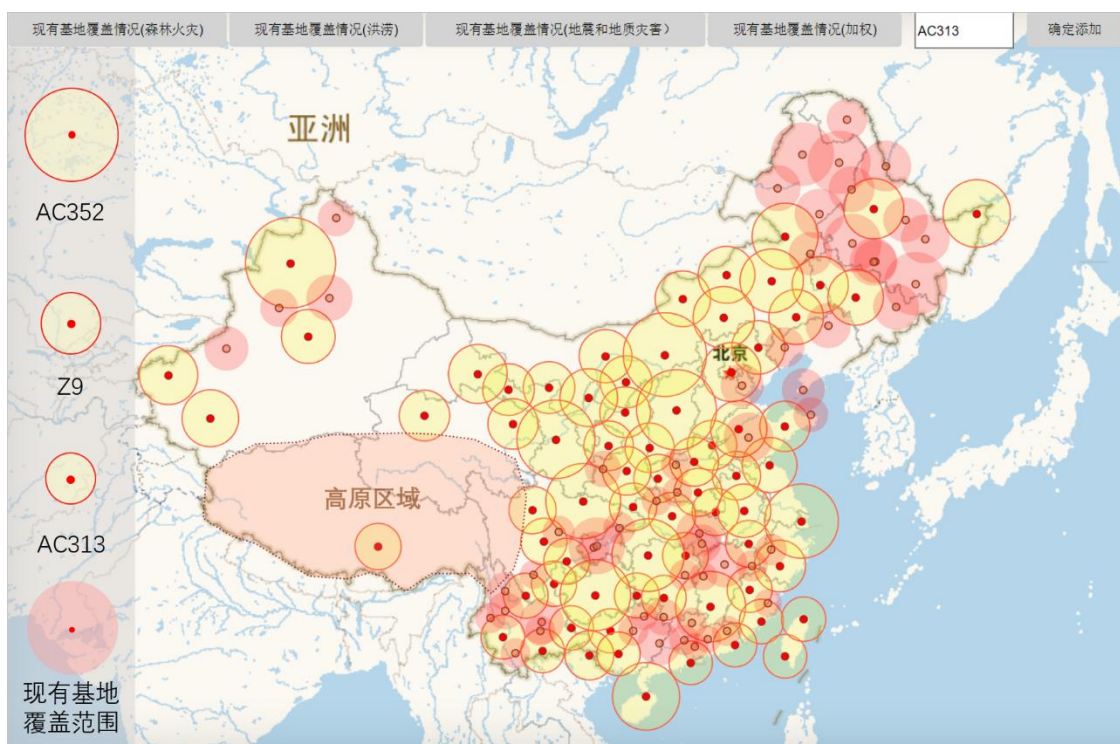 现有基地覆盖情况(森林火灾)
现有基地覆盖情况(洪涝)
现有基地覆盖情况(地震和地质灾害）
现有基地覆盖情况(加权)
AC313
确定添加
亚洲
AC352
北京
Z9
高原区域
AC313
现有基地
覆盖范围